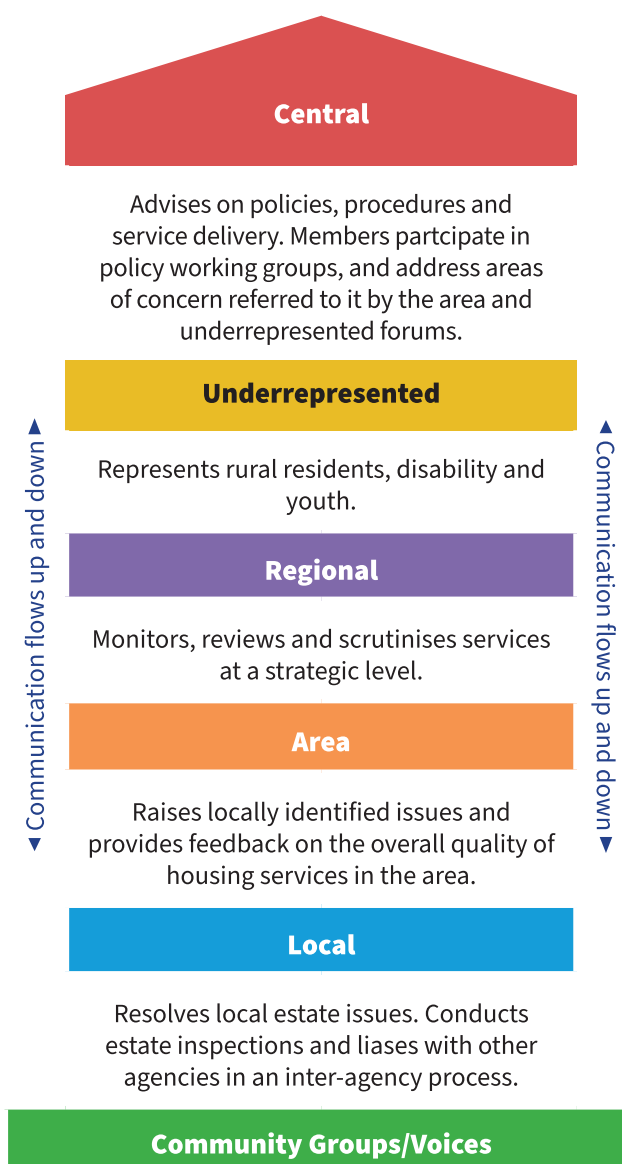 Central
Advises on policies, procedures and
service delivery. Members partcipate in
policy working groups, and address areas
of concern referred to it by the area and
underrepresented forums.
Underrepresented
Represents rural residents, disability and
youth.
Regional
Monitors, reviews and scrutinises services
at a strategic level.
Area
Raises locally identified issues and
provides feedback on the overall quality of
housing services in the area.
Local
Resolves local estate issues. Conducts
estate inspections and liases with other
agencies in an inter-agency process.
Community Groups/Voices
Communication flows up and down
Communication flows up and down